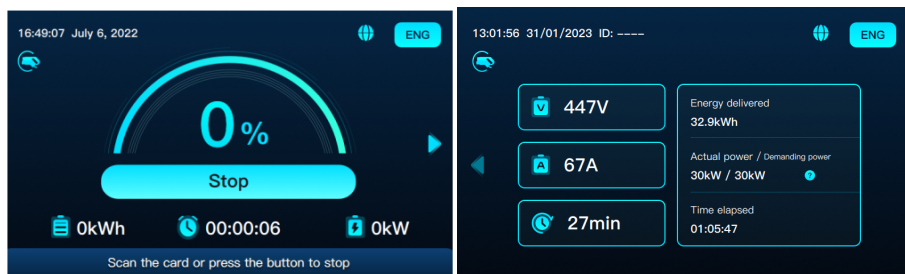 16:49:07 July 6, 2022
ENG
0 %
Stop
0kWh
00:00:06
0kW
Scan the card or press the button to stop
13:01:56 31/01/2023 ID: ----
ENG
V 447V
A 67A
27min
Energy delivered
32.9kWh
Actual power / Demanding power
30kW / 30kW ?
Time elapsed
01:05:47